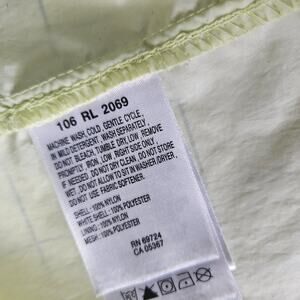 106 RL 2069
MACHINE WASH, COLD, GENTLE CYCLE,
IN MILD DETERGENT. WASH SEPARATELY,
DO NOT BLEACH, TUMBLE DRY, LOW, REMOVE
PROMPTLY, IRON, LOW, RIGHT SIDE ONLY
IF NEEDED. DO NOT DRY CLEAN. DO NOT STORE
WET, DO NOT ALLOW TO SIT IN WASHER/DRYER,
DO NOT USE FABRIC SOFTENER.
SHELL: 100% NYLON
WHITE SHELL: 100% POLYESTER
LINING: 100% NYLON
MESH: 100% POLYESTER
RN 69724
CA 05367